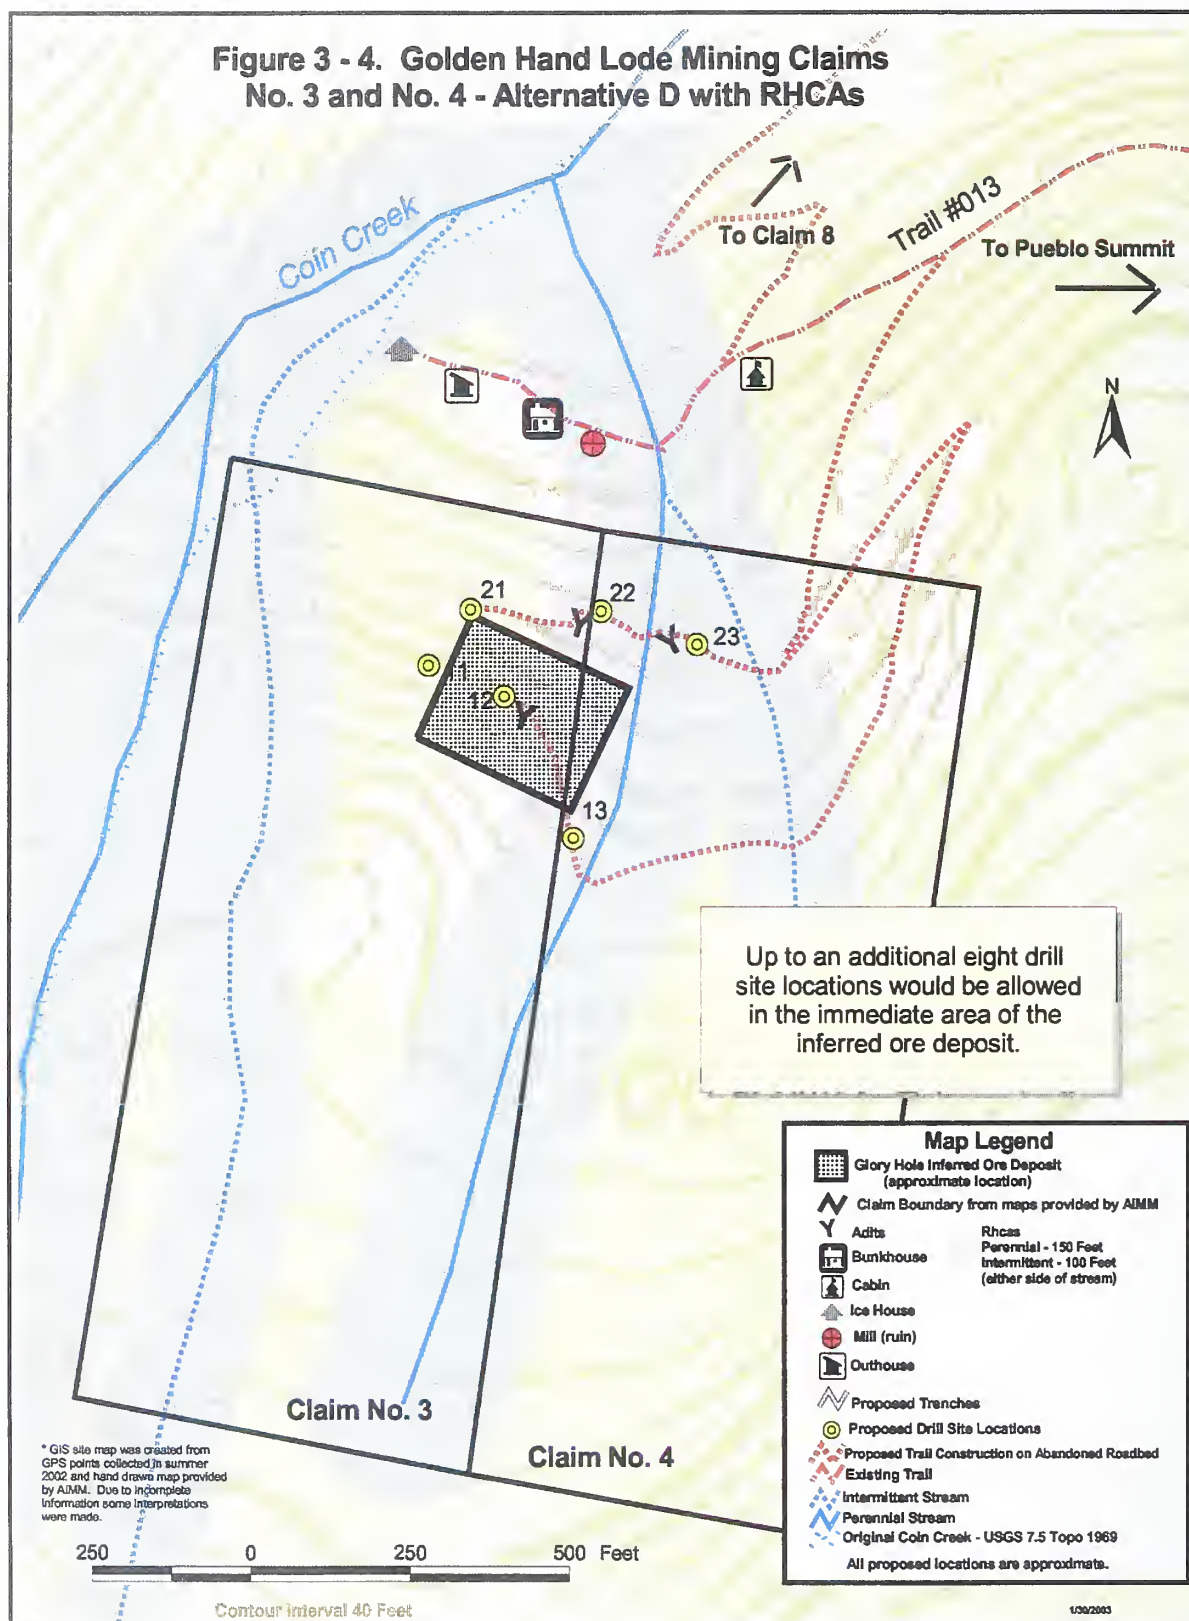 Figure 3 - 4. Golden Hand Lode Mining Claims
No. 3 and No. 4 - Alternative D with RHCAs
Coin Creek
To Claim 8
Trail #013
To Pueblo Summit
N
21
22
23
12
13
Up to an additional eight drill
site locations would be allowed
in the immediate area of the
inferred ore deposit.
Claim No. 3
Claim No. 4
Map Legend
Glory Hole Inferred Ore Deposit
(approximate location)
Claim Boundary from maps provided by AIMM
Adits
Bunkhouse
Cabin
Ice House
Mill (ruin)
Outhouse
Rhcas
Perennial - 150 Feet
Intermittent - 100 Feet
(either side of stream)
Proposed Trenches
Proposed Drill Site Locations
Proposed Trail Construction on Abandoned Roadbed
Existing Trail
Intermittent Stream
Perennial Stream
Original Coin Creek - USGS 7.5 Topo 1969
All proposed locations are approximate.
* GIS site map was created from
GPS points collected in summer
2002 and hand drawn map provided
by AIMM. Due to incomplete
information some interpretations
were made.
250 0 250 500 Feet
Contour Interval 40 Feet
1/30/2003